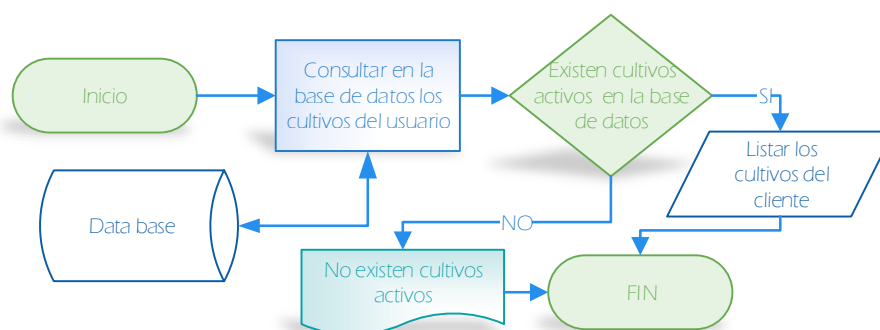 Inicio
Consultar en la
base de datos los
cultivos del usuario
Existen cultivos
activos en la base
de datos
SI
Listar los
cultivos del
cliente
Data base
NO
No existen cultivos
activos
FIN